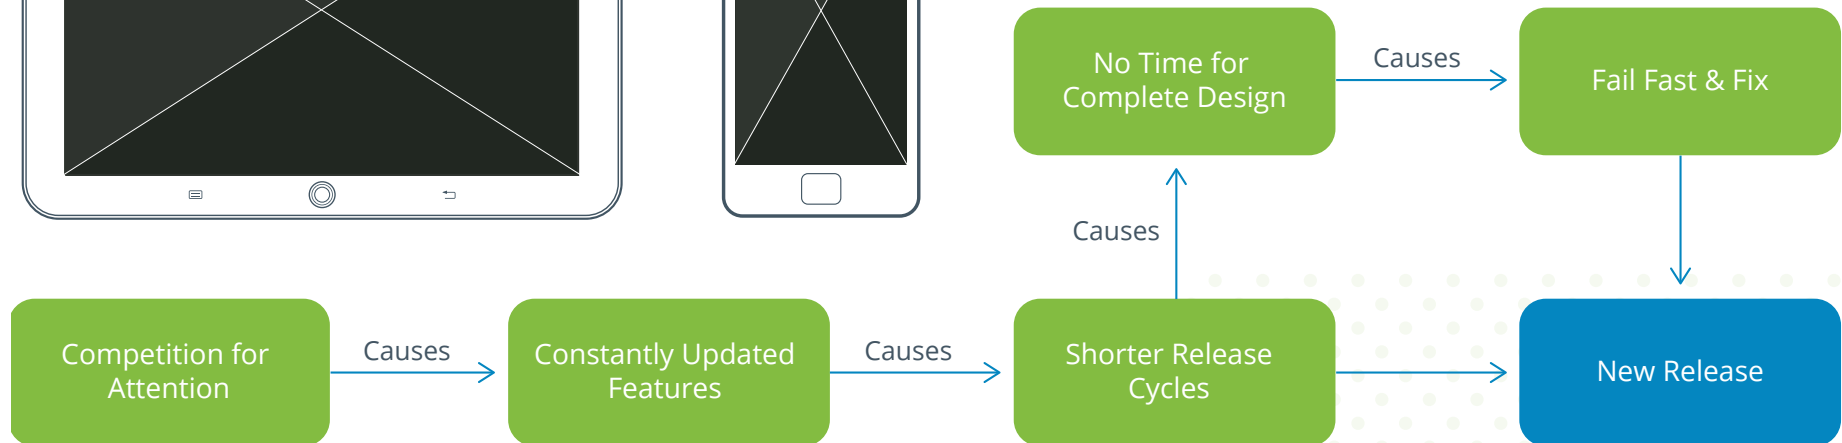 No Time for
Complete Design
Causes
Fail Fast & Fix
Causes
Competition for
Attention
Causes
Constantly Updated
Features
Causes
Shorter Release
Cycles
New Release